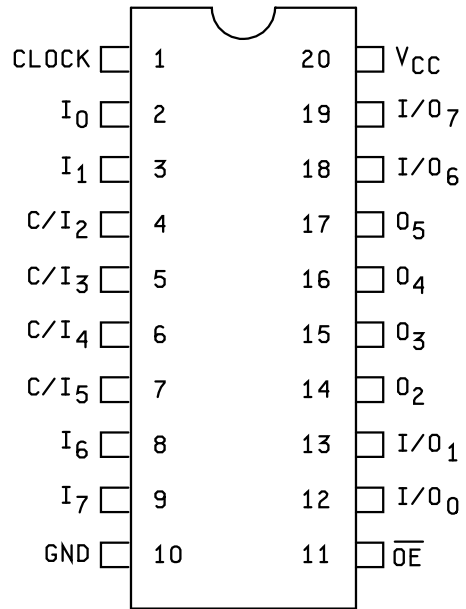 CLOCK 1 20 VCC
I0 2 19 I/O7
I1 3 18 I/O6
C/I2 4 17 O5
C/I3 5 16 O4
C/I4 6 15 O3
C/I5 7 14 O2
I6 8 13 I/O1
I7 9 12 I/O0
GND 10 11 O̅E̅